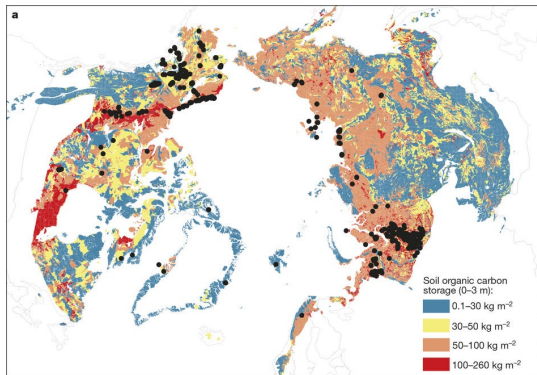 a
Soil organic carbon
storage (0–3 m):
0.1–30 kg m⁻²
30–50 kg m⁻²
50–100 kg m⁻²
100–260 kg m⁻²